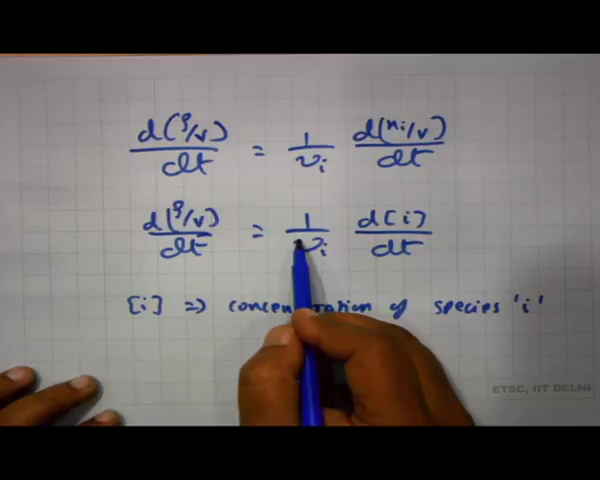 d(ξ/v)/dt = 1/νi d(ni/v)/dt
d(ξ/v)/dt = 1/νi d[i]/dt
[i] ⇒ concentration of species 'i'
ETSC, IIT DELHI